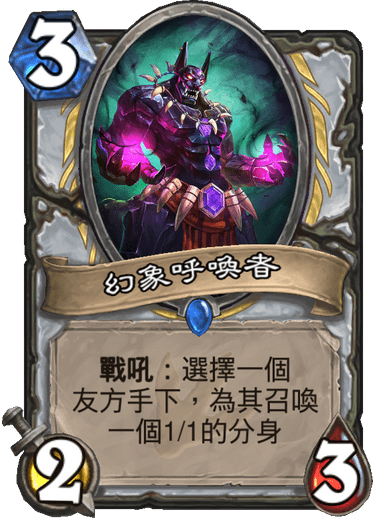 3
幻象呼喚者
戰吼：選擇一個
友方手下，為其召喚
一個1/1的分身
2
3